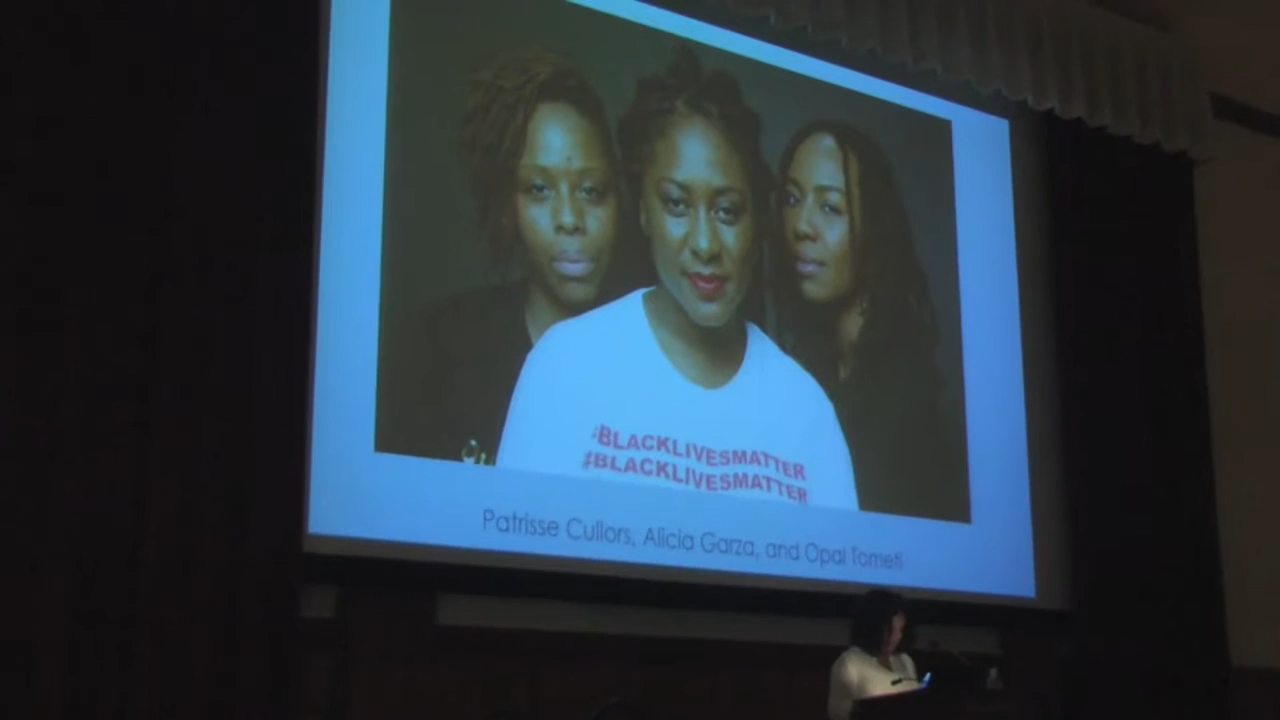 #BLACKLIVESMATTER
#BLACKLIVESMATTER
Patrisse Cullors, Alicia Garza, and Opal Tometi